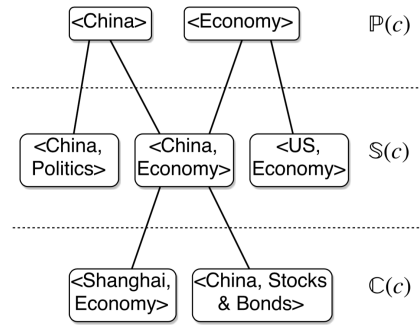 <China>
<Economy>
ℙ(c)
<China,
Politics>
<China,
Economy>
<US,
Economy>
𝕊(c)
<Shanghai,
Economy>
<China, Stocks
& Bonds>
ℂ(c)